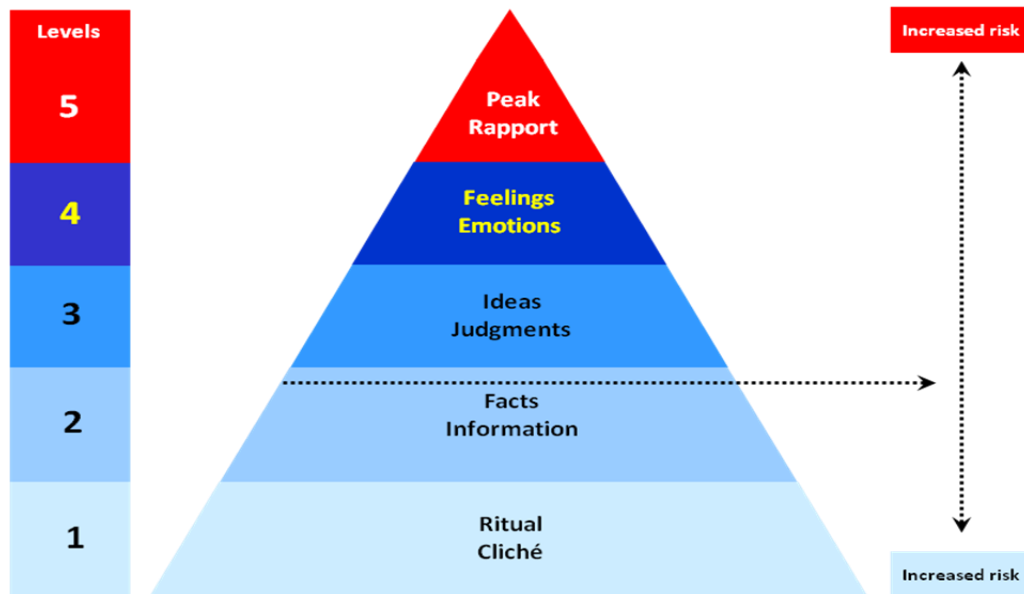 Levels
5
Peak
Rapport
Increased risk
4
Feelings
Emotions
3
Ideas
Judgments
2
Facts
Information
1
Ritual
Cliché
Increased risk